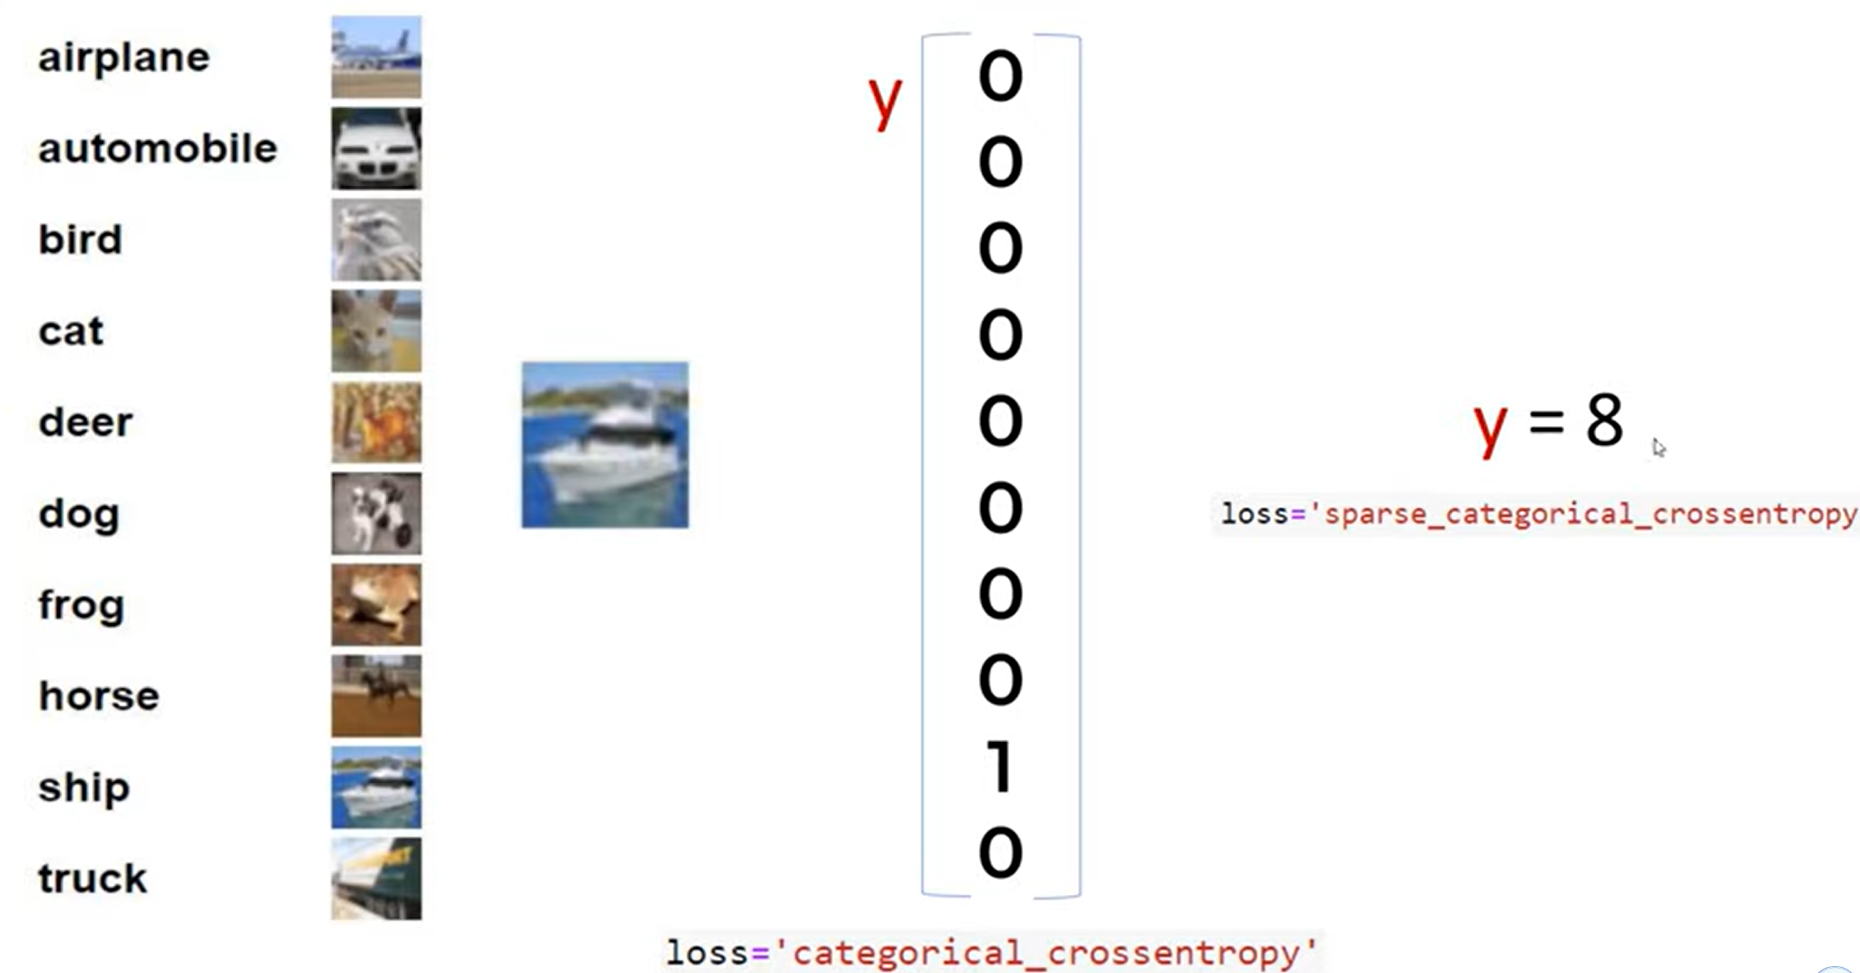 airplane
automobile
bird
cat
deer
dog
frog
horse
ship
truck
y
0
0
0
0
0
0
0
0
1
0
loss='categorical_crossentropy'
y = 8
loss='sparse_categorical_crossentropy